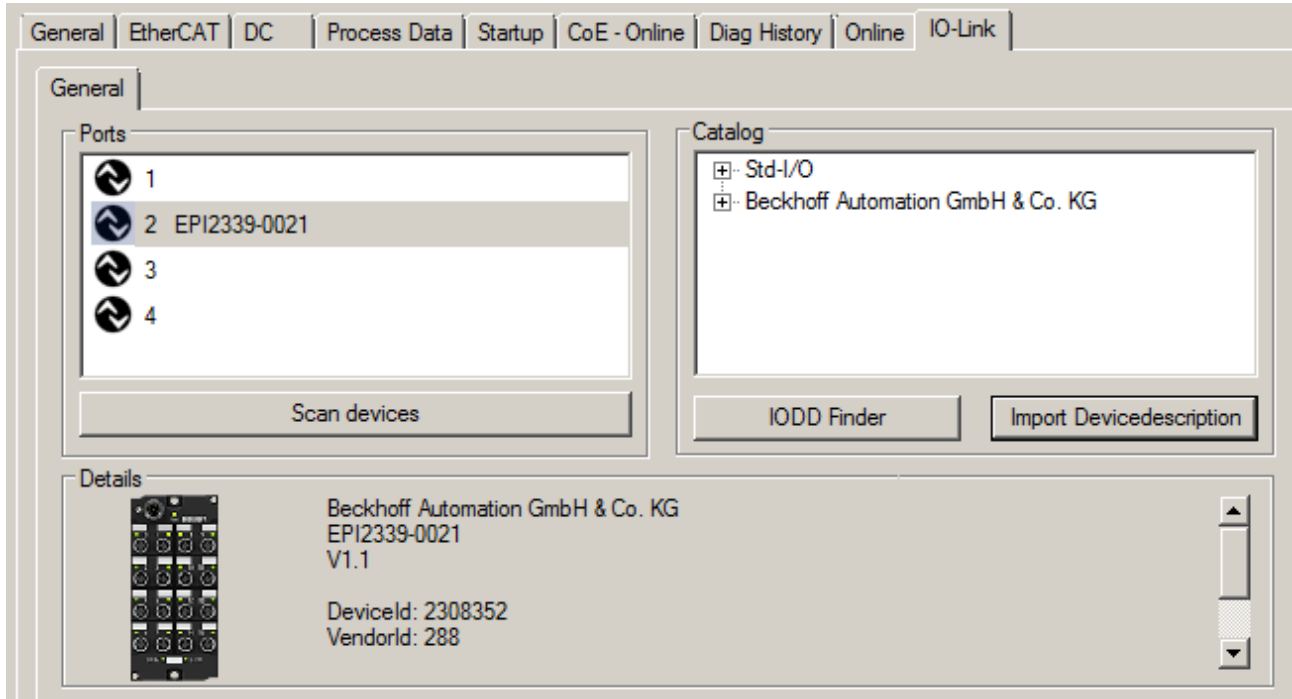 General EtherCAT DC Process Data Startup CoE - Online Diag History Online IO-Link
General
Ports
1
2 EPI2339-0021
3
4
Scan devices
Catalog
Std-I/O
Beckhoff Automation GmbH & Co. KG
IODD Finder Import Devicedescription
Details
Beckhoff Automation GmbH & Co. KG
EPI2339-0021
V1.1
DeviceId: 2308352
VendorId: 288